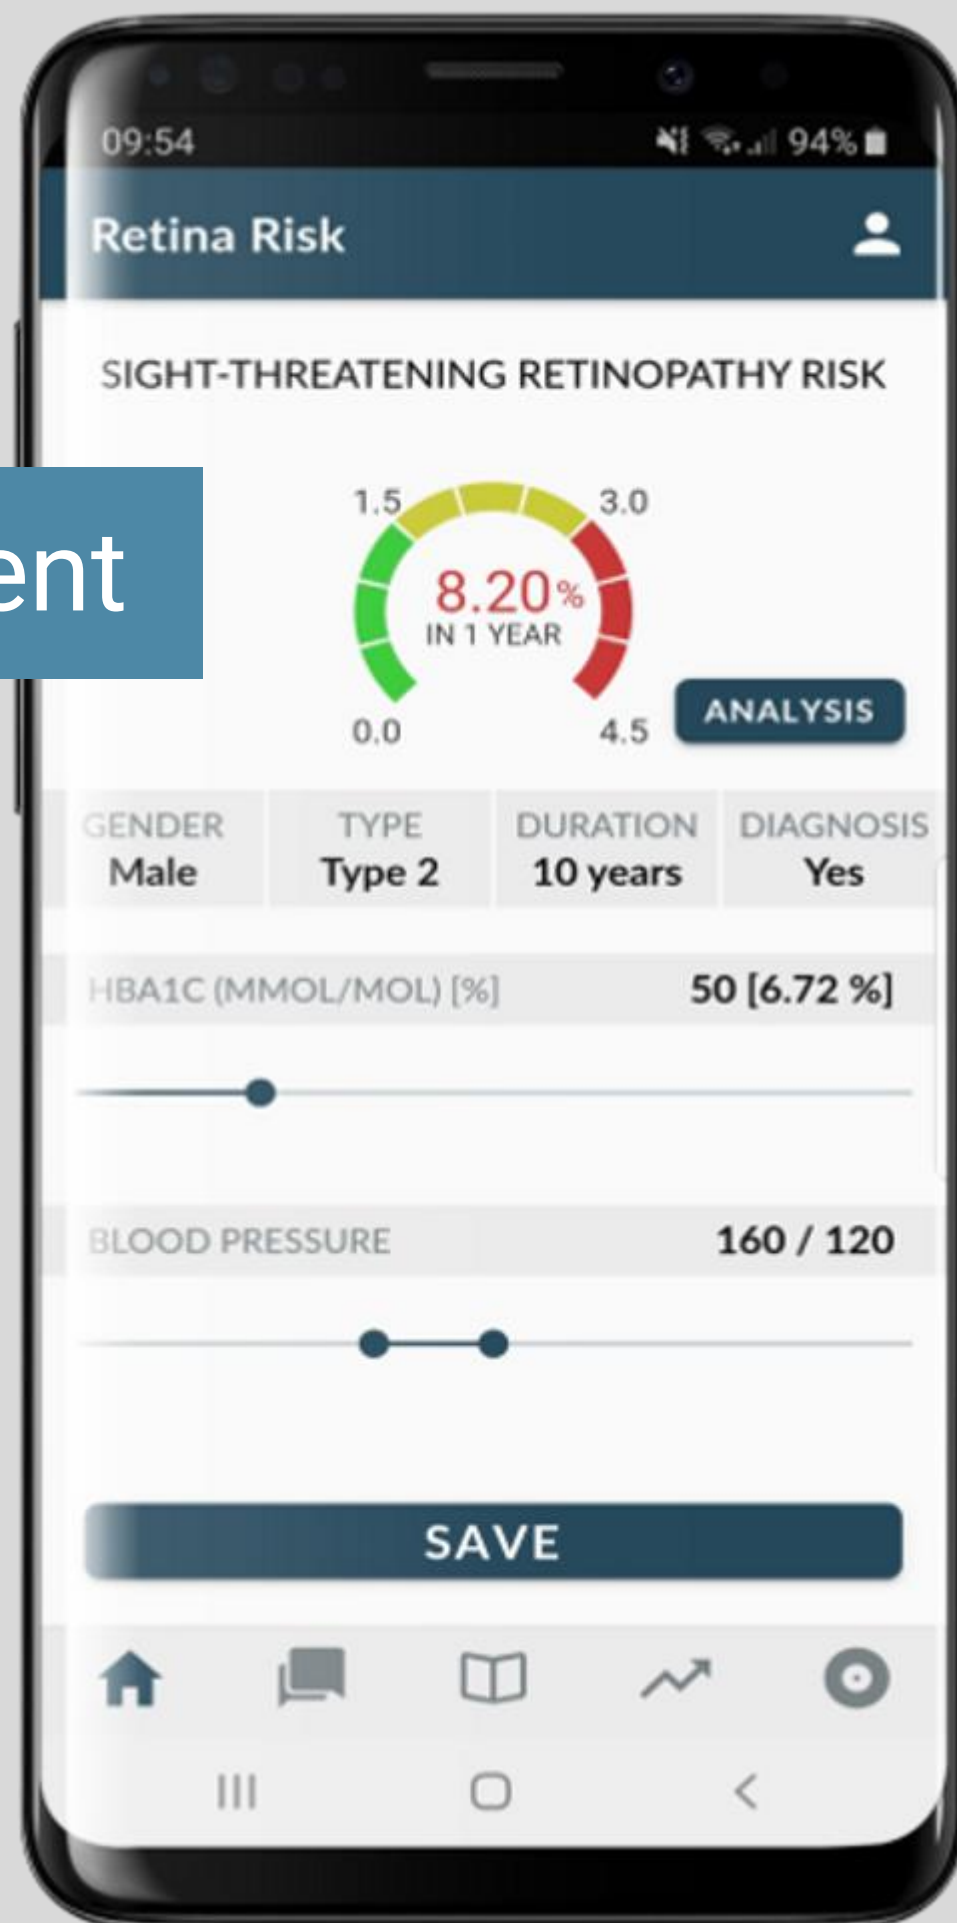 09:54 94%
Retina Risk
SIGHT-THREATENING RETINOPATHY RISK
1.5 3.0
8.20%
IN 1 YEAR
ent
0.0 4.5
ANALYSIS
GENDER TYPE DURATION DIAGNOSIS
Male Type 2 10 years Yes
HBA1C (MMOL/MOL) [%] 50 [6.72 %]
BLOOD PRESSURE 160 / 120
SAVE